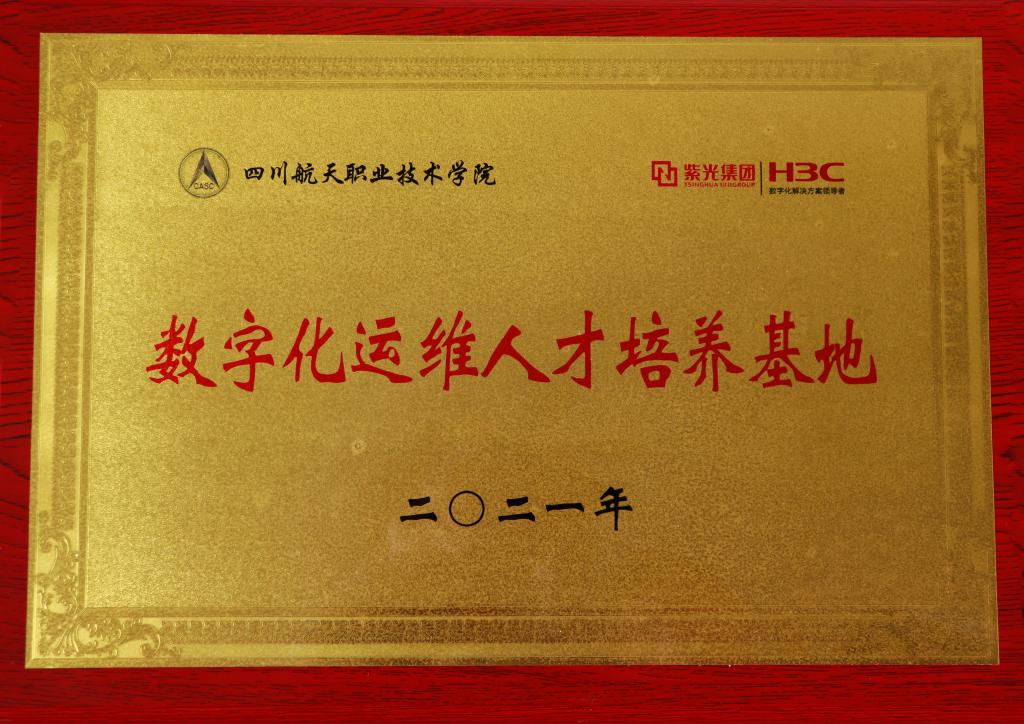 CASC 四川航天职业技术学院
紫光集团 H3C
TSINGHUA UNIGROUP 数字化解决方案领导者
数字化运维人才培养基地
二〇二一年